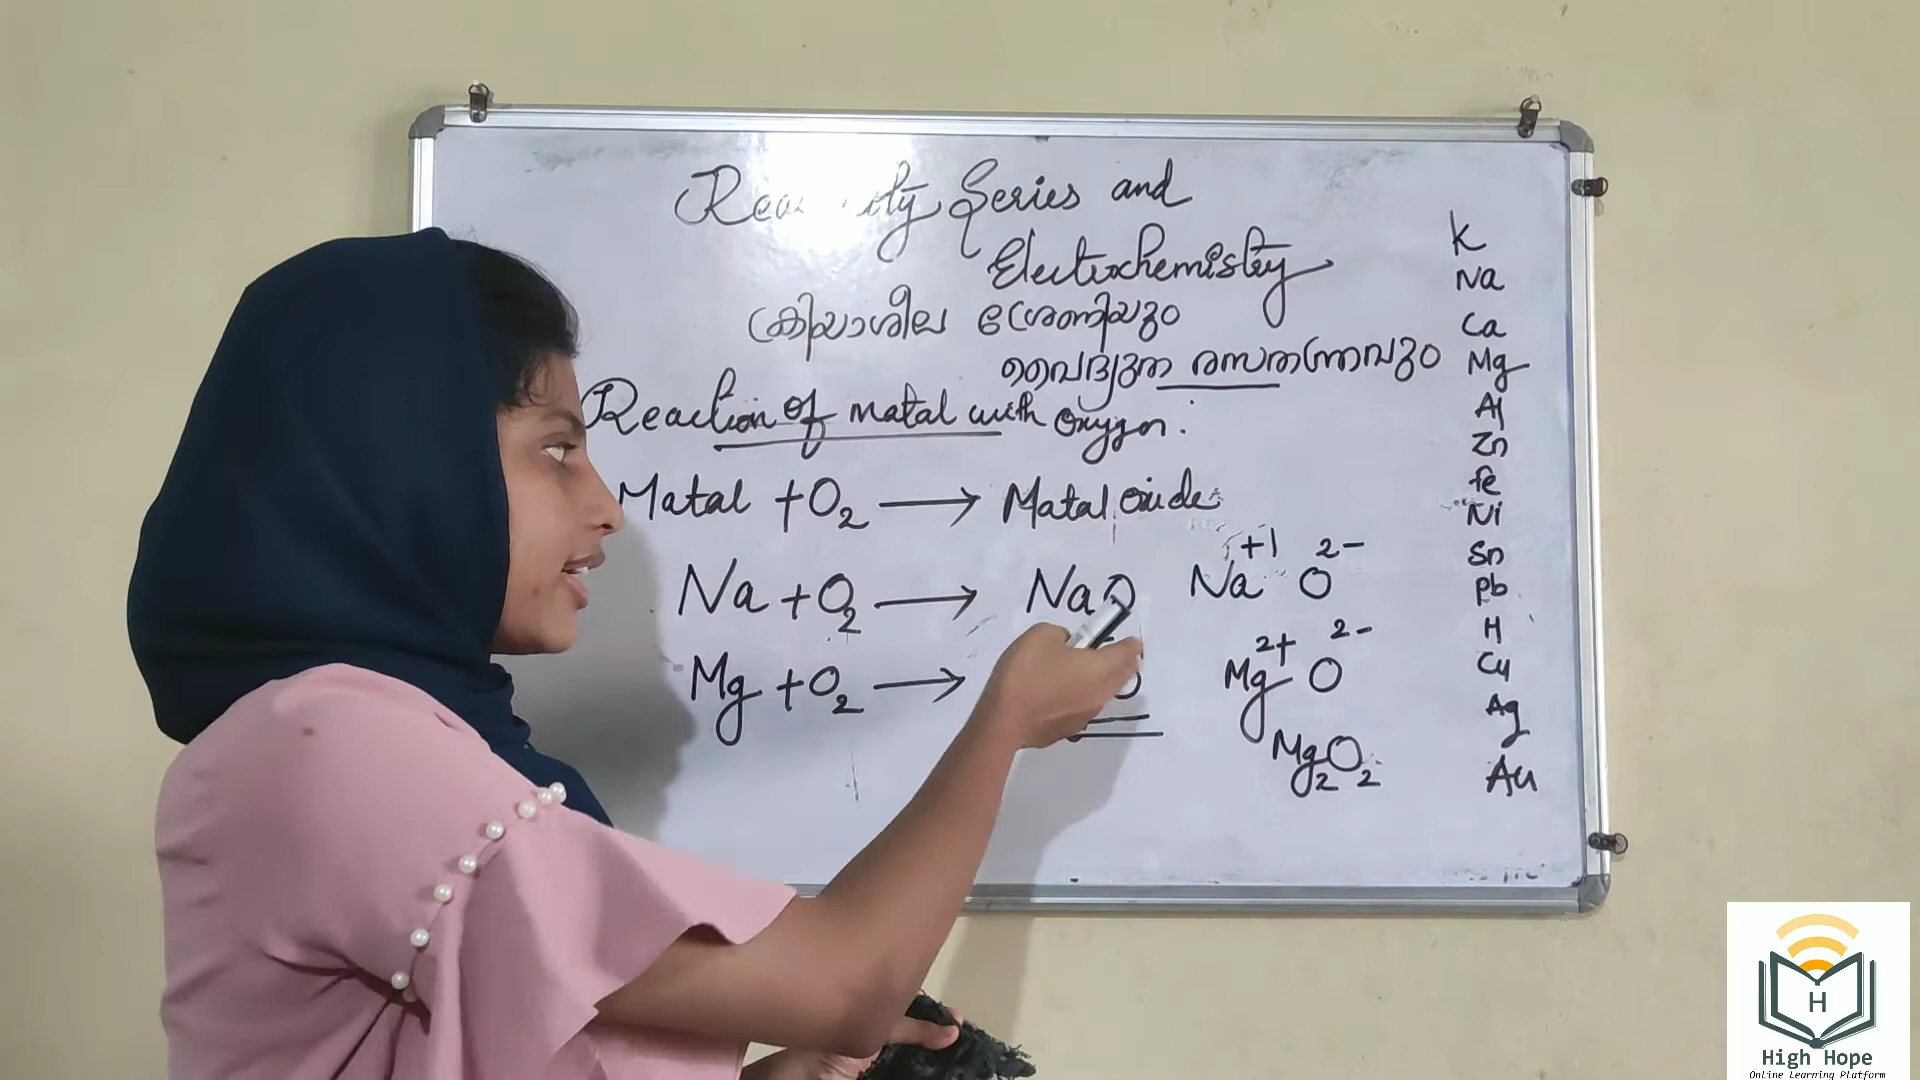 Series and
Electrochemistry
ക്രിയാശീല ശ്രേണിയും
വൈദ്യുത രസതന്ത്രവും
Reaction of matal with oxygen:
Matal + O₂ → Matal oxide
Na + O₂ → NaO Na⁺¹ O²⁻
Mg + O₂ → Mg²⁺ O²⁻
Mg₂O₂
K
Na
Ca
Mg
Al
Zn
fe
Ni
Sn
Pb
H
Cu
Ag
Au
H
High Hope
Online Learning Platform